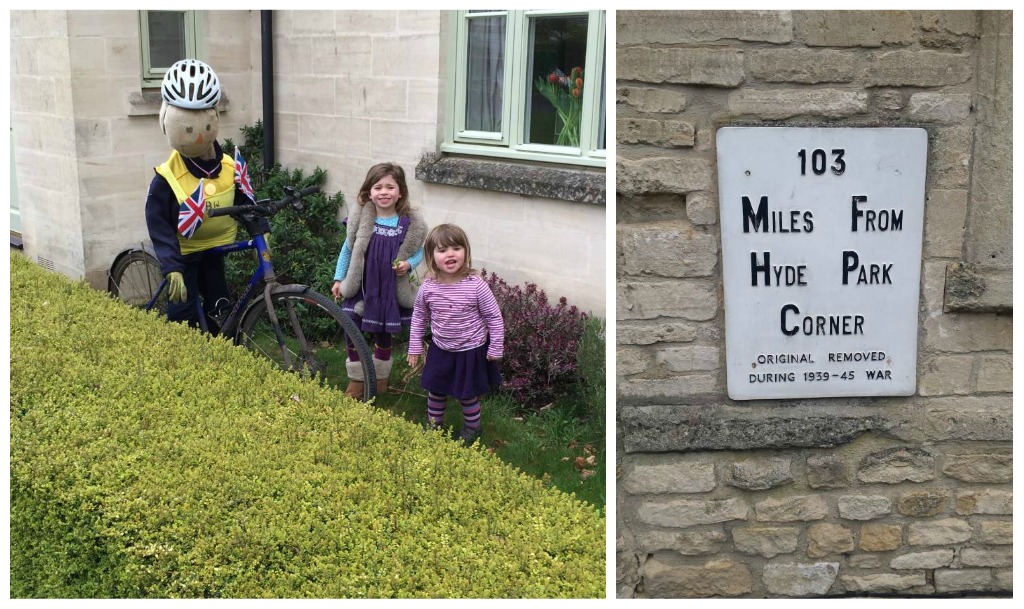 103
MILES FROM
HYDE PARK
CORNER
ORIGINAL REMOVED
DURING 1939-45 WAR